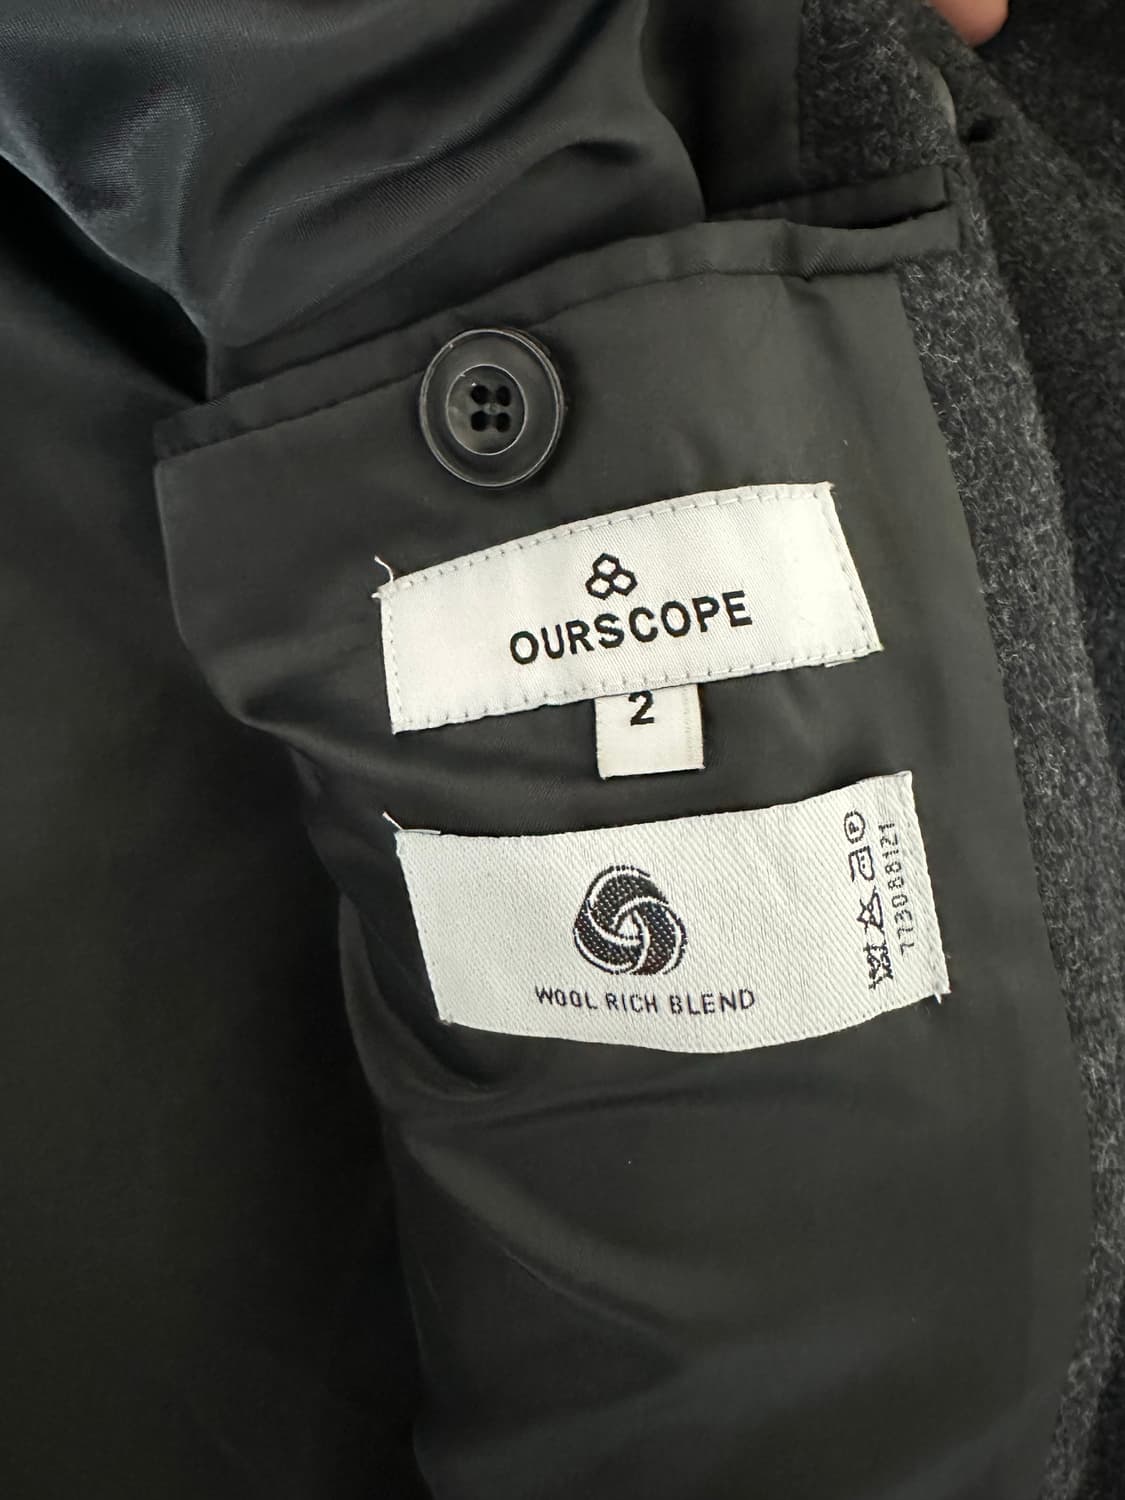 OURSCOPE
2
WOOL RICH BLEND
773088121
P